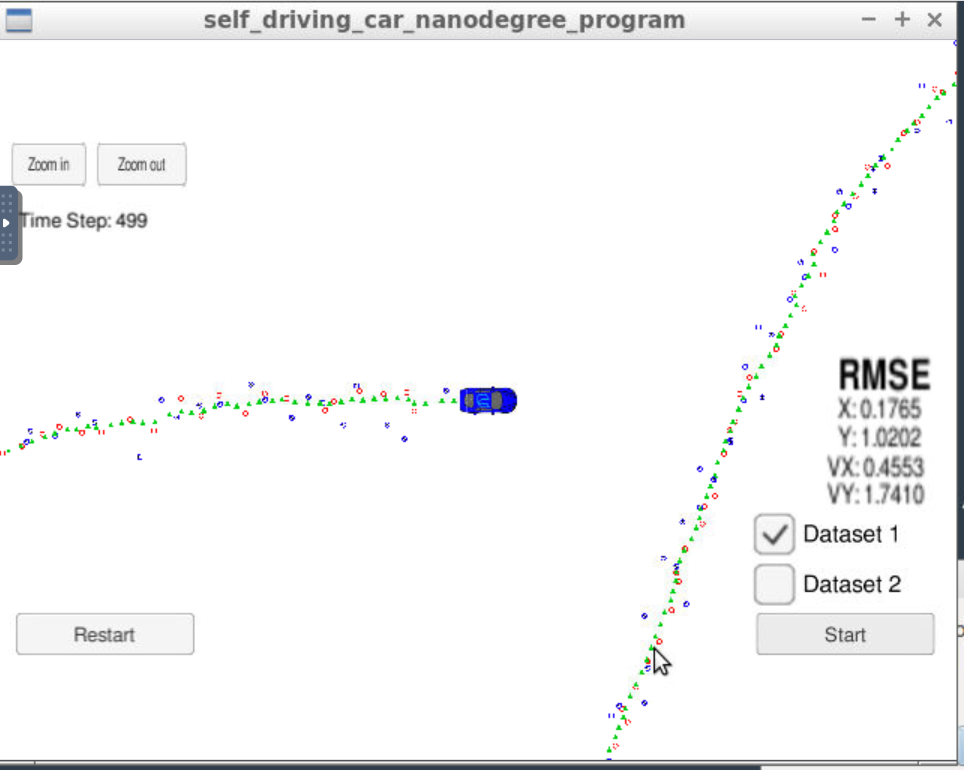 self_driving_car_nanodegree_program
Zoom in
Zoom out
Time Step: 499
RMSE
X: 0.1765
Y: 1.0202
VX: 0.4553
VY: 1.7410
Dataset 1
Dataset 2
Restart
Start